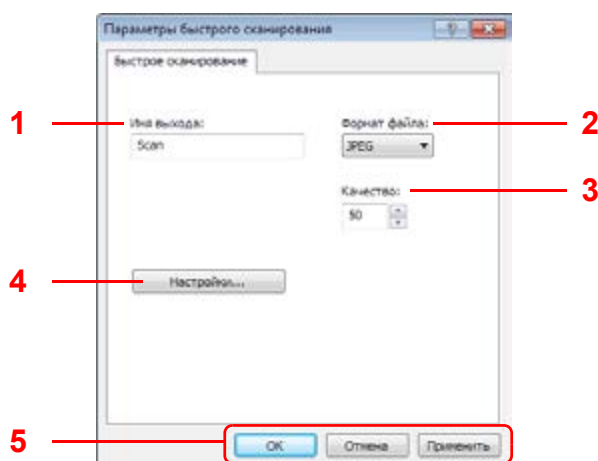 Параметры быстрого сканирования
Быстрое сканирование
1 Имя выхода: Формат файла: 2
Scan JPEG
Качество: 3
50
4 Настройки...
5 OK Отмена Применить